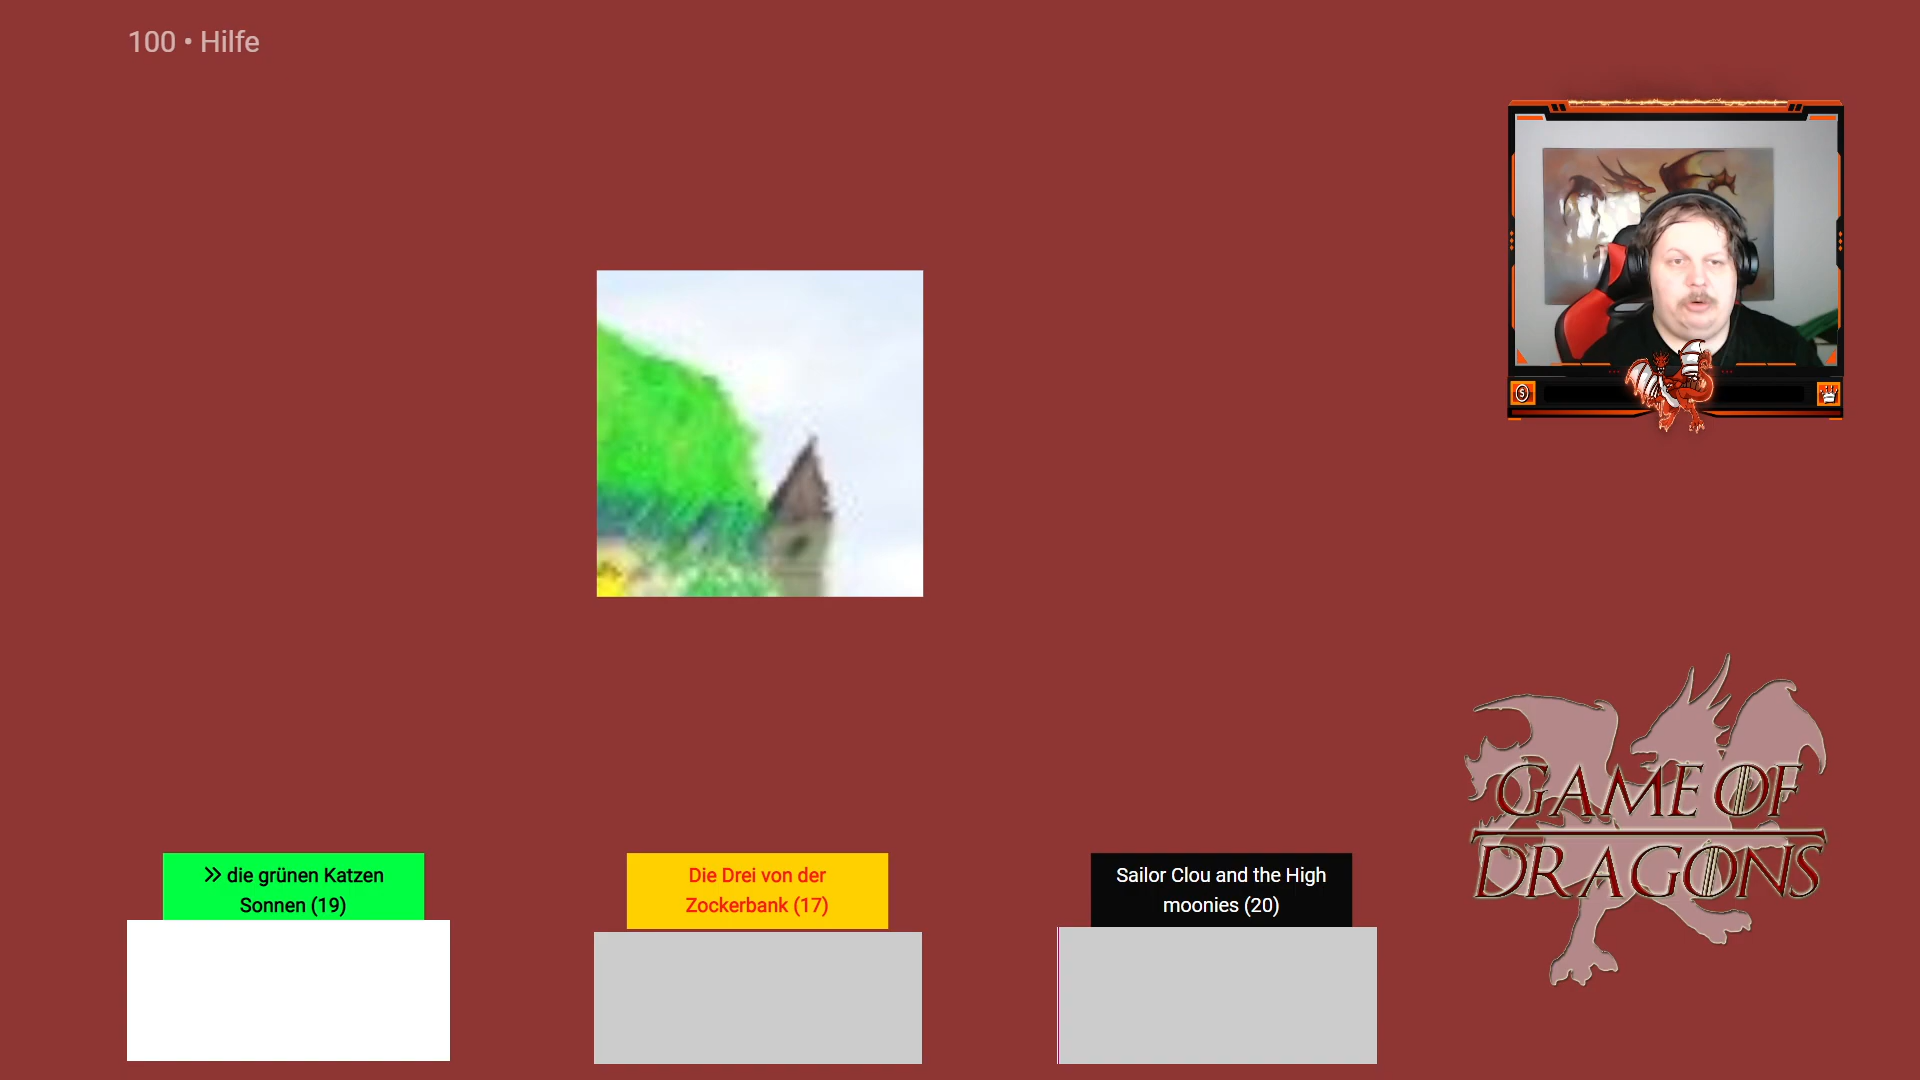 100 • Hilfe
» die grünen Katzen
Sonnen (19)
Die Drei von der
Zockerbank (17)
Sailor Clou and the High
moonies (20)
GAME OF
DRAGONS